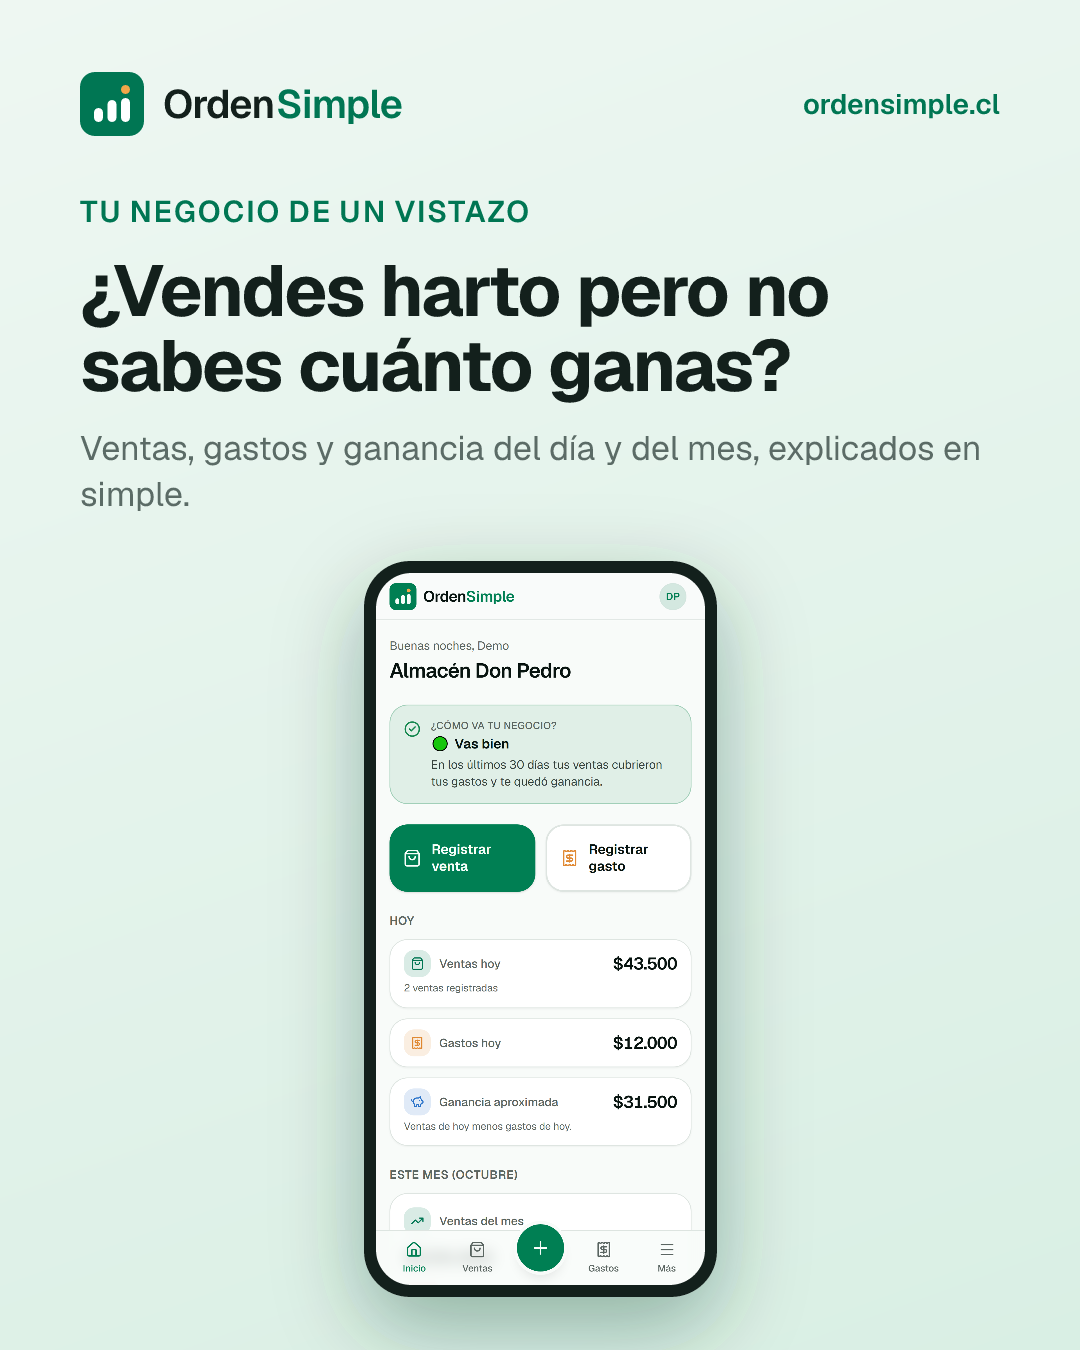 OrdenSimple
ordensimple.cl
TU NEGOCIO DE UN VISTAZO
¿Vendes harto pero no
sabes cuánto ganas?
Ventas, gastos y ganancia del día y del mes, explicados en
simple.
OrdenSimple
DP
Buenas noches, Demo
Almacén Don Pedro
¿CÓMO VA TU NEGOCIO?
Vas bien
En los últimos 30 días tus ventas cubrieron
tus gastos y te quedó ganancia.
Registrar
venta
Registrar
gasto
HOY
Ventas hoy
$43.500
2 ventas registradas
Gastos hoy
$12.000
Ganancia aproximada
$31.500
Ventas de hoy menos gastos de hoy.
ESTE MES (OCTUBRE)
Ventas del mes
Inicio
Ventas
+
Gastos
Más